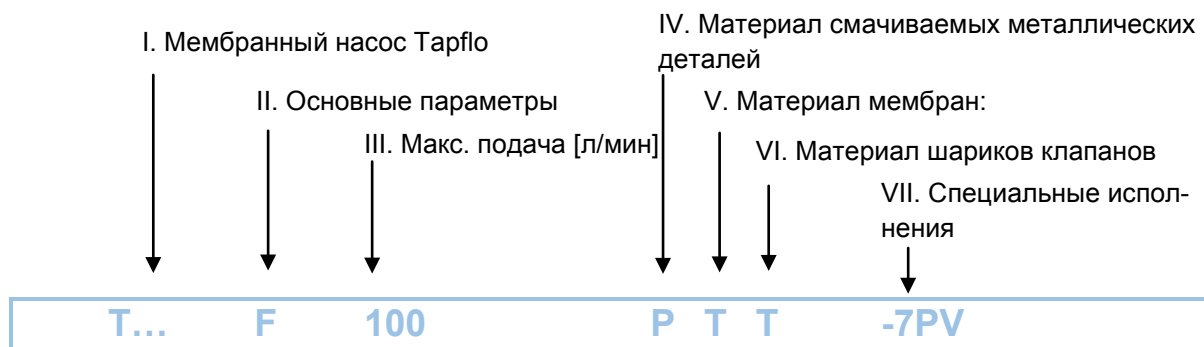 I. Мембранный насос Tapflo
II. Основные параметры
III. Макс. подача [л/мин]
IV. Материал смачиваемых металлических
деталей
V. Материал мембран:
VI. Материал шариков клапанов
VII. Специальные испол-
нения
T... F 100 P T T -7PV